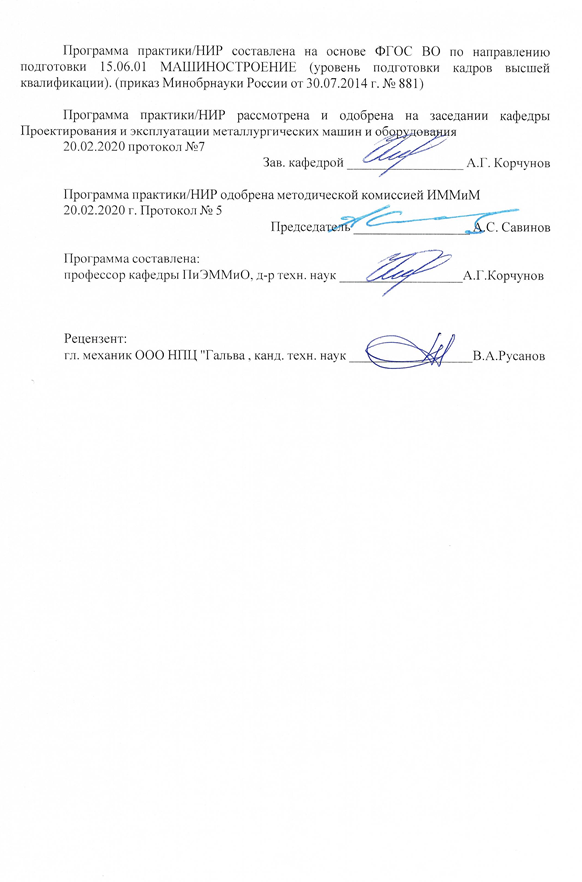 Программа практики/НИР составлена на основе ФГОС ВО по направлению
подготовки 15.06.01 МАШИНОСТРОЕНИЕ (уровень подготовки кадров высшей
квалификации). (приказ Минобрнауки России от 30.07.2014 г. № 881)
Программа практики/НИР рассмотрена и одобрена на заседании кафедры
Проектирования и эксплуатации металлургических машин и оборудования
20.02.2020 протокол №7
Зав. кафедрой ________________ А.Г. Корчунов
Программа практики/НИР одобрена методической комиссией ИММиМ
20.02.2020 г. Протокол № 5
Председатель ________________ А.С. Савинов
Программа составлена:
профессор кафедры ПиЭММиО, д-р техн. наук ________________ А.Г.Корчунов
Рецензент:
гл. механик ООО НПЦ "Гальва , канд. техн. наук ________________ В.А.Русанов